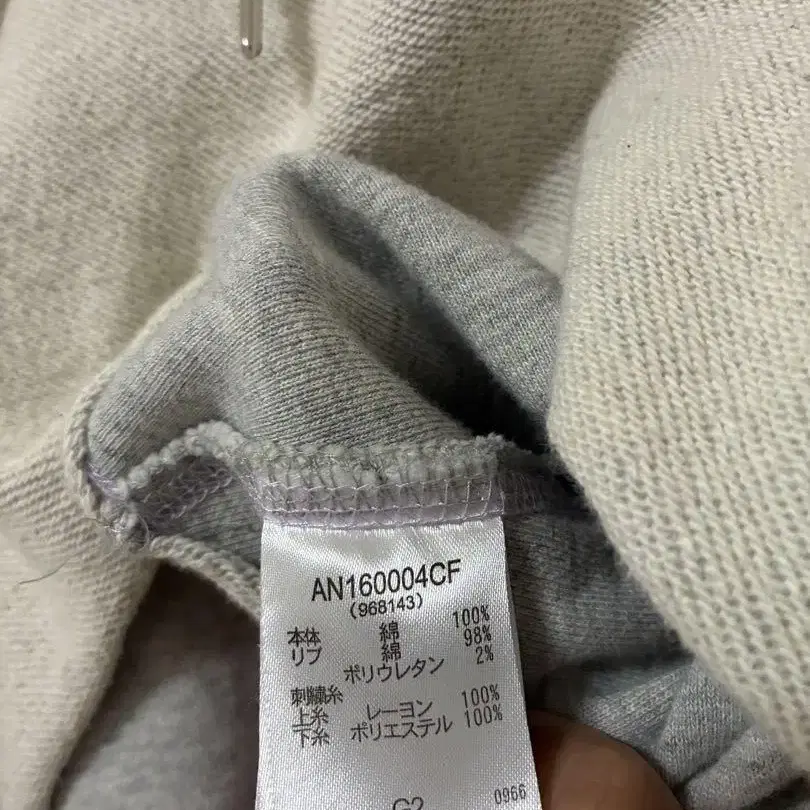 AN160004CF
(968143)
本体 綿 100%
リブ 綿 98%
ポリウレタン 2%
刺繍糸
上糸 レーヨン 100%
下糸 ポリエステル 100%
0966